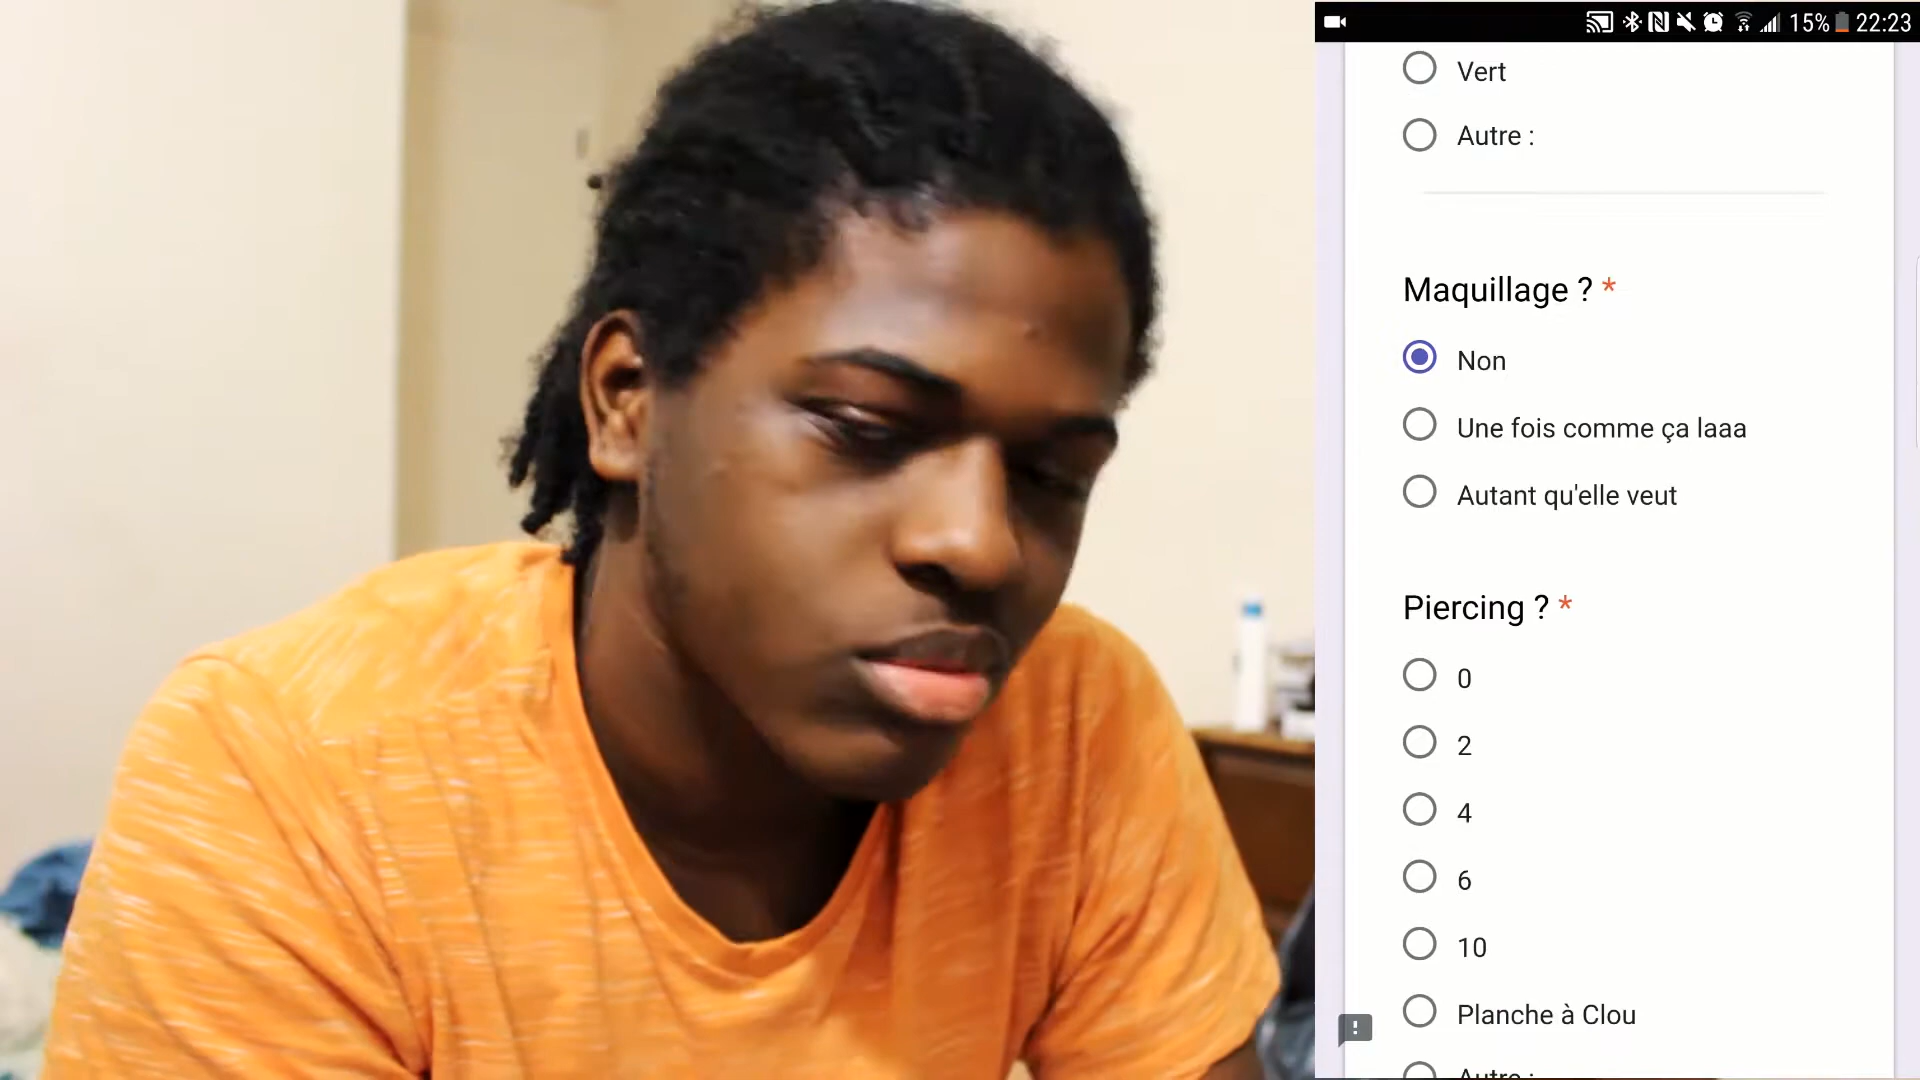 15% 22:23
Vert
Autre :
Maquillage ? *
Non
Une fois comme ça laaa
Autant qu'elle veut
Piercing ? *
0
2
4
6
10
Planche à Clou
Autre :